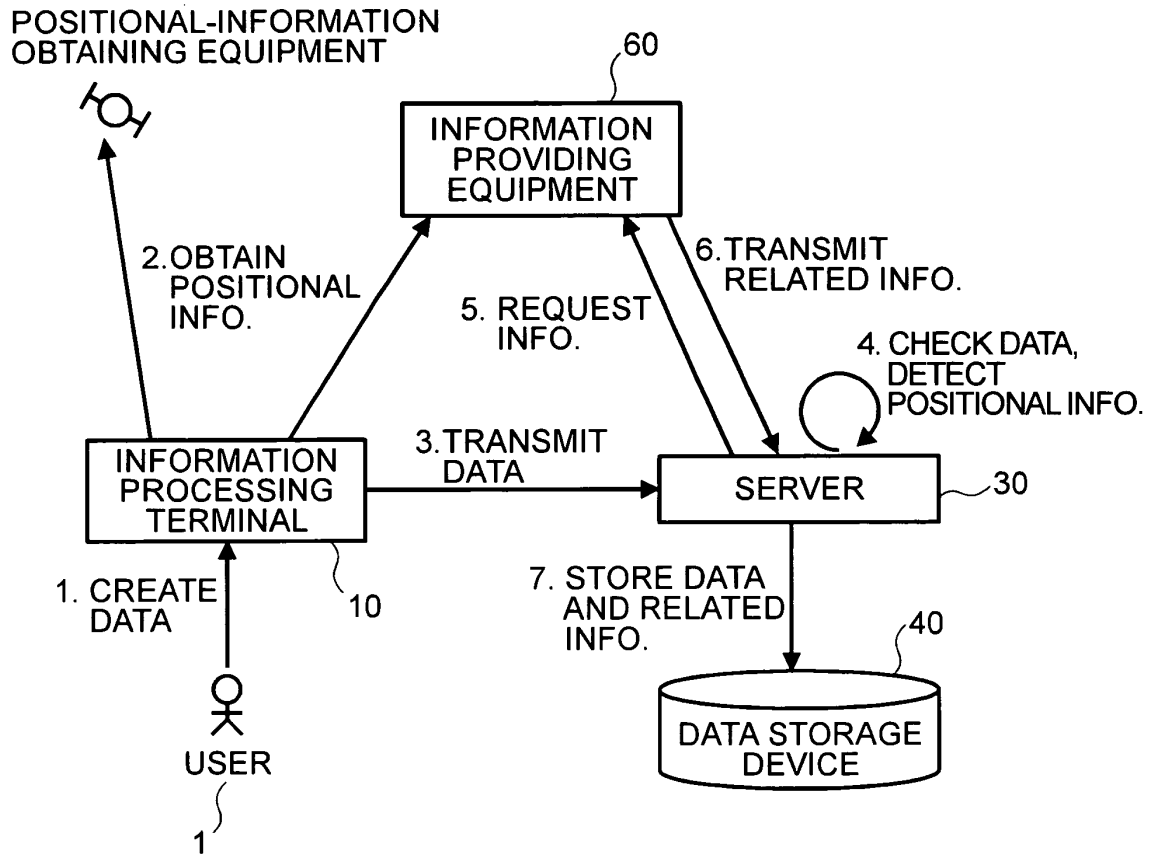 POSITIONAL-INFORMATION
OBTAINING EQUIPMENT
60
INFORMATION
PROVIDING
EQUIPMENT
2. OBTAIN
POSITIONAL
INFO.
6. TRANSMIT
RELATED INFO.
5. REQUEST
INFO.
4. CHECK DATA,
DETECT
POSITIONAL INFO.
3. TRANSMIT
DATA
INFORMATION
PROCESSING
TERMINAL
SERVER
30
1. CREATE
DATA
10
7. STORE DATA
AND RELATED
INFO.
40
USER
DATA STORAGE
DEVICE
1